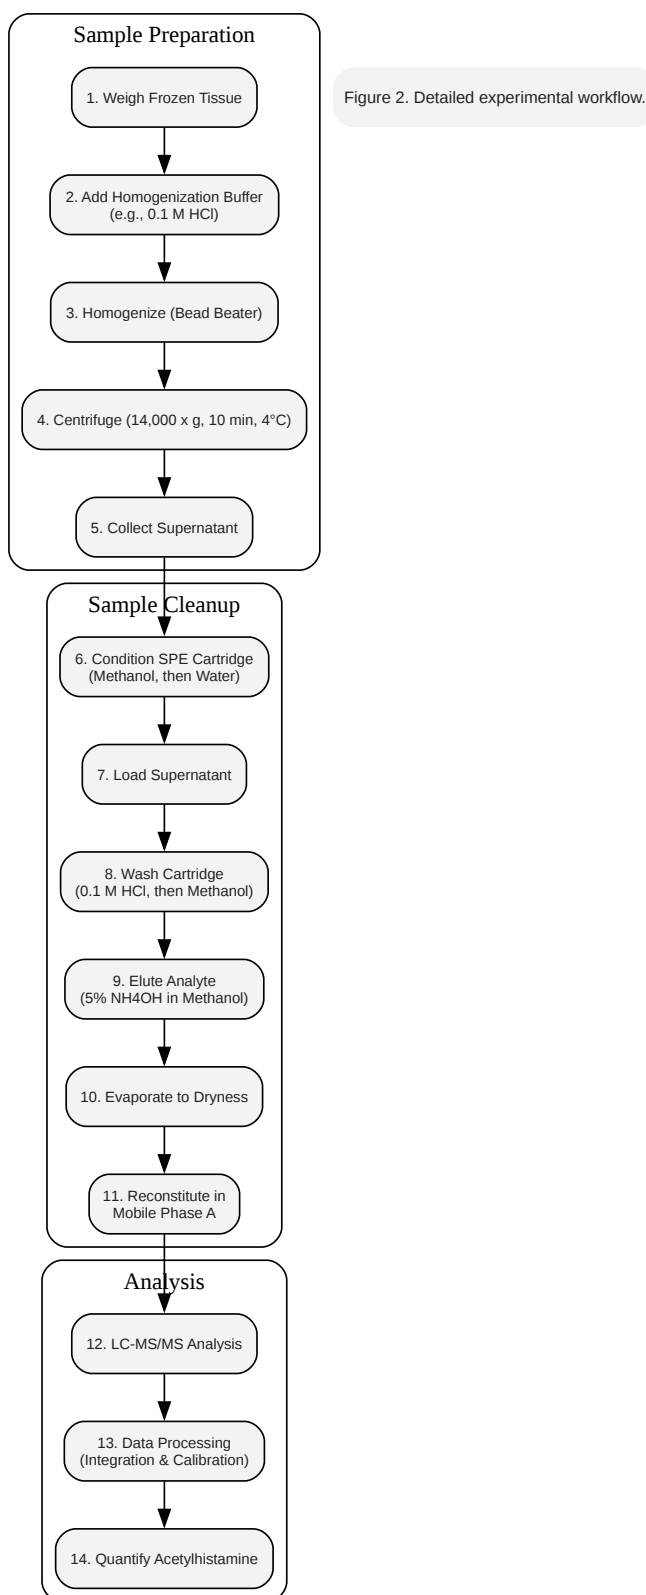 Sample Preparation
1. Weigh Frozen Tissue
Figure 2. Detailed experimental workflow.
2. Add Homogenization Buffer
(e.g., 0.1 M HCl)
3. Homogenize (Bead Beater)
4. Centrifuge (14,000 x g, 10 min, 4°C)
5. Collect Supernatant
Sample Cleanup
6. Condition SPE Cartridge
(Methanol, then Water)
7. Load Supernatant
8. Wash Cartridge
(0.1 M HCl, then Methanol)
9. Elute Analyte
(5% NH4OH in Methanol)
10. Evaporate to Dryness
11. Reconstitute in
Mobile Phase A
Analysis
12. LC-MS/MS Analysis
13. Data Processing
(Integration & Calibration)
14. Quantify Acetylhistamine